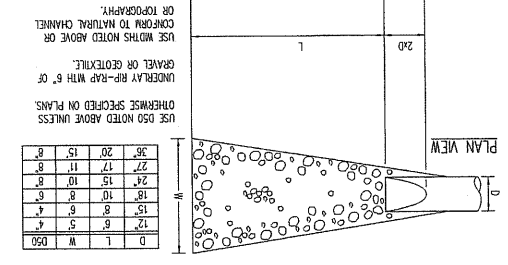 D L W D50
12" 6' 5' 4"
15" 8' 6' 4"
18" 10' 8' 6"
24" 15' 10' 8"
27" 17' 11' 8"
36" 20' 15' 8"
USE D50 NOTED ABOVE UNLESS
OTHERWISE SPECIFIED ON PLANS.
UNDERLAY RIP-RAP WITH 6" OF
GRAVEL OR GEOTEXTILE.
USE WIDTHS NOTED ABOVE OR
CONFORM TO NATURAL CHANNEL
OR TOPOGRAPHY.
D
W
PLAN VIEW
2xD
L